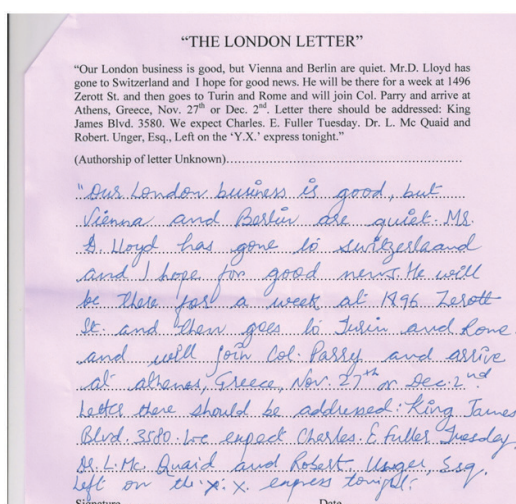 “THE LONDON LETTER”
“Our London business is good, but Vienna and Berlin are quiet. Mr.D. Lloyd has
gone to Switzerland and I hope for good news. He will be there for a week at 1496
Zerott St. and then goes to Turin and Rome and will join Col. Parry and arrive at
Athens, Greece, Nov. 27th or Dec. 2nd. Letter there should be addressed: King
James Blvd. 3580. We expect Charles. E. Fuller Tuesday. Dr. L. Mc Quaid and
Robert. Unger, Esq., Left on the ‘Y.X.’ express tonight.”
(Authorship of letter Unknown)
"Our London business is good, but
Vienna and Berlin are quiet. Mr.
D. Lloyd has gone to Switzerlaand
and I hope for good news. He will
be there for a week at 1896 Zerott
St. and then goes to Turin and Rone
and will join Col. Parry and arrive
at athenas, Greece, Nov. 27th or Dec. 2nd.
Letter there should be addressed: King James
Blvd. 3580. We expect Charles. E. Fuller Tuesday
Dr. L. Mc. Quaid and Robert Unger, Esq.
Left on the X. express tonight.
Signature Date